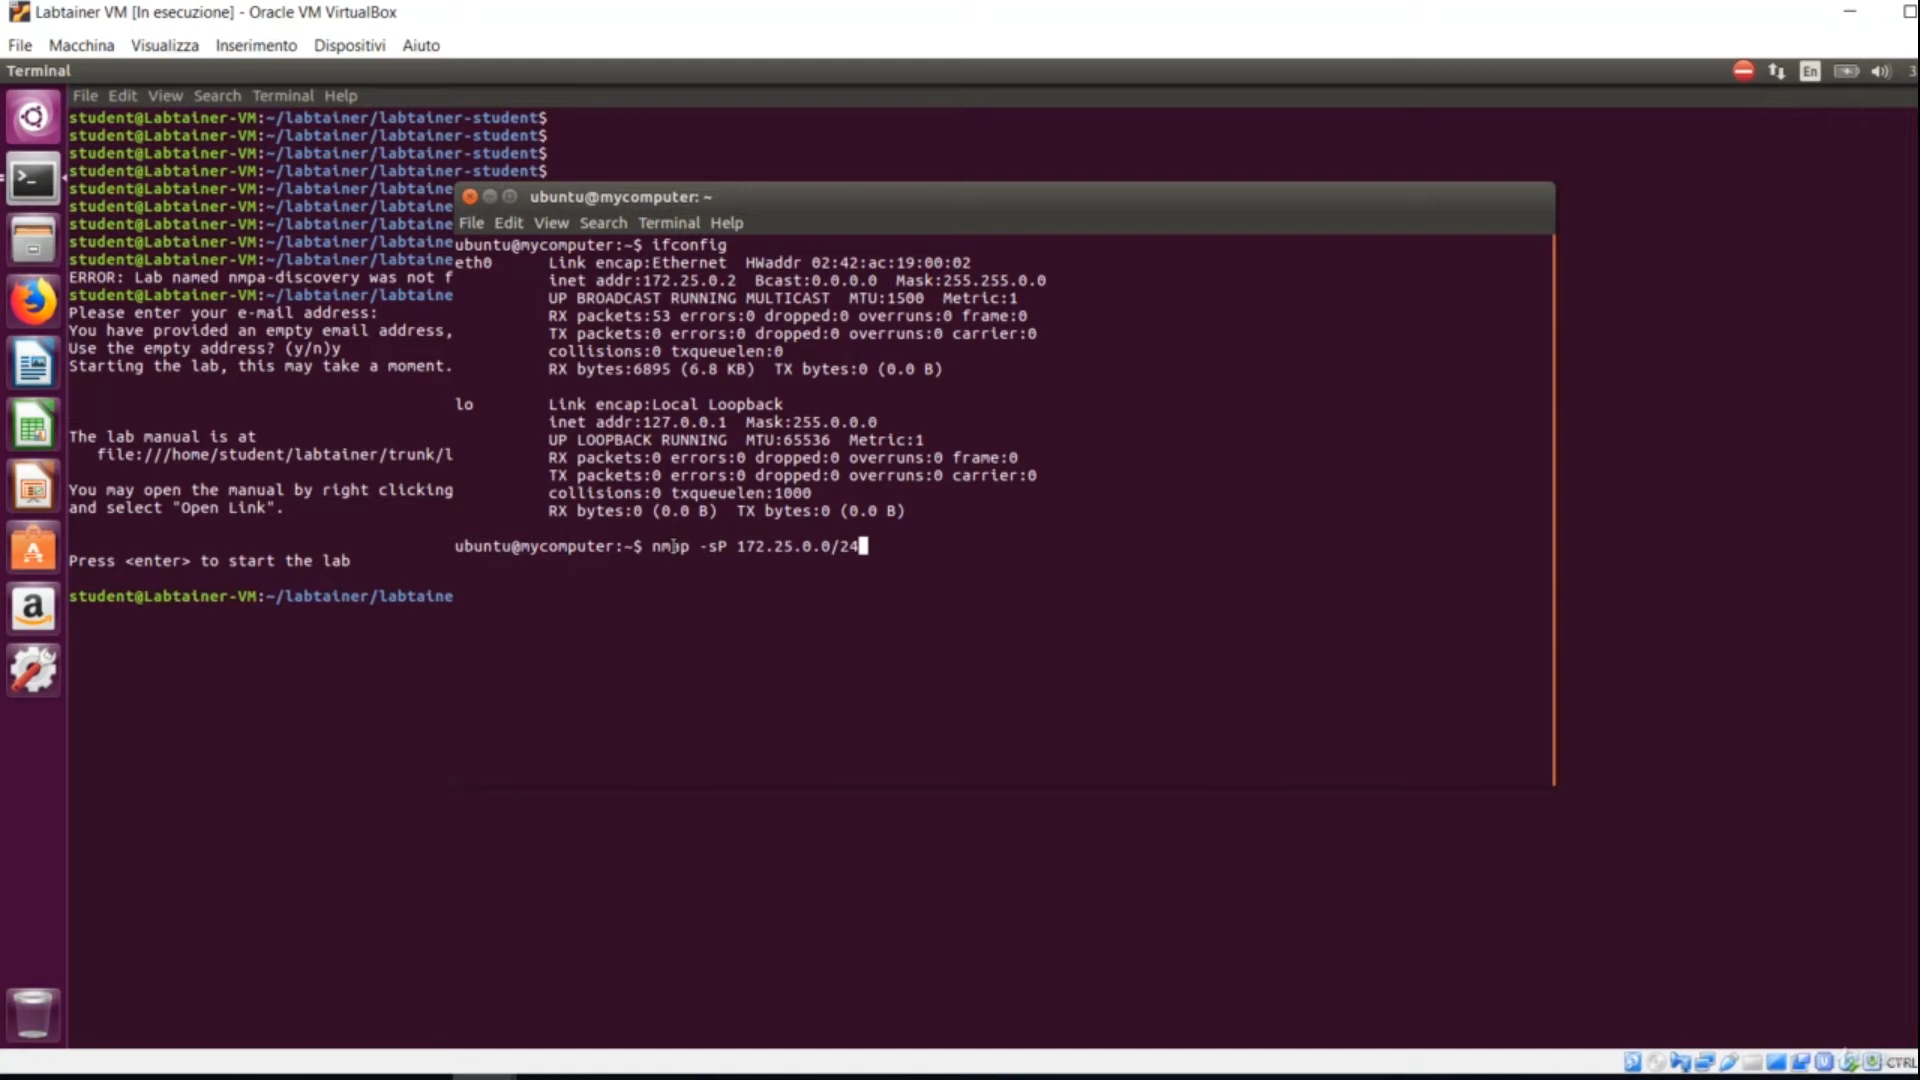 Labtainer VM [In esecuzione] - Oracle VM VirtualBox
File Macchina Visualizza Inserimento Dispositivi Aiuto
Terminal
En
3
File Edit View Search Terminal Help
student@Labtainer-VM:~/labtainer/labtainer-student$
student@Labtainer-VM:~/labtainer/labtainer-student$
student@Labtainer-VM:~/labtainer/labtainer-student$
student@Labtainer-VM:~/labtainer/labtainer-student$
student@Labtainer-VM:~/labtainer/labtaine
student@Labtainer-VM:~/labtainer/labtaine
student@Labtainer-VM:~/labtainer/labtaine
student@Labtainer-VM:~/labtainer/labtaine
student@Labtainer-VM:~/labtainer/labtaine
ERROR: Lab named nmpa-discovery was not f
student@Labtainer-VM:~/labtainer/labtaine
Please enter your e-mail address:
You have provided an empty email address,
Use the empty address? (y/n)y
Starting the lab, this may take a moment.
The lab manual is at
file:///home/student/labtainer/trunk/l
You may open the manual by right clicking
and select "Open Link".
Press <enter> to start the lab
student@Labtainer-VM:~/labtainer/labtaine
ubuntu@mycomputer: ~
File Edit View Search Terminal Help
ubuntu@mycomputer:~$ ifconfig
eth0 Link encap:Ethernet HWaddr 02:42:ac:19:00:02
inet addr:172.25.0.2 Bcast:0.0.0.0 Mask:255.255.0.0
UP BROADCAST RUNNING MULTICAST MTU:1500 Metric:1
RX packets:53 errors:0 dropped:0 overruns:0 frame:0
TX packets:0 errors:0 dropped:0 overruns:0 carrier:0
collisions:0 txqueuelen:0
RX bytes:6895 (6.8 KB) TX bytes:0 (0.0 B)
lo Link encap:Local Loopback
inet addr:127.0.0.1 Mask:255.0.0.0
UP LOOPBACK RUNNING MTU:65536 Metric:1
RX packets:0 errors:0 dropped:0 overruns:0 frame:0
TX packets:0 errors:0 dropped:0 overruns:0 carrier:0
collisions:0 txqueuelen:1000
RX bytes:0 (0.0 B) TX bytes:0 (0.0 B)
ubuntu@mycomputer:~$ nmap -sP 172.25.0.0/24
CTRL